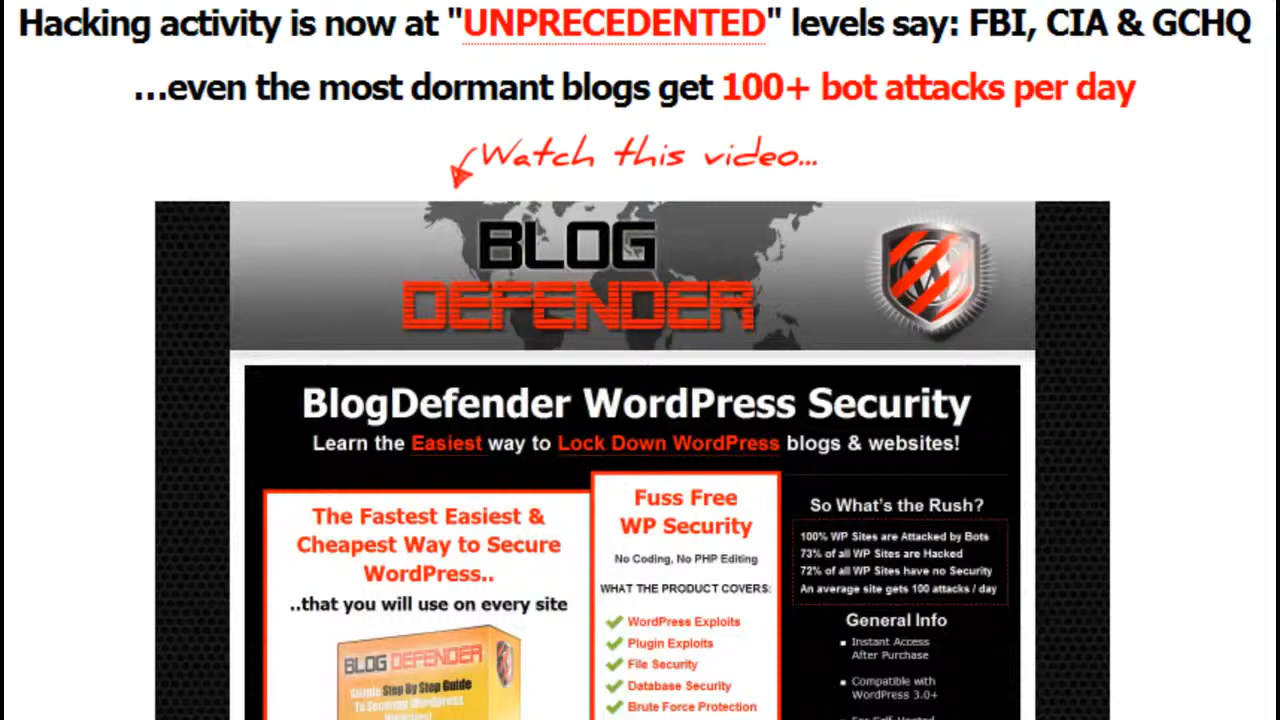 Hacking activity is now at "UNPRECEDENTED" levels say: FBI, CIA & GCHQ
...even the most dormant blogs get 100+ bot attacks per day
Watch this video...
BLOG
DEFENDER
BlogDefender WordPress Security
Learn the Easiest way to Lock Down WordPress blogs & websites!
The Fastest Easiest &
Cheapest Way to Secure
WordPress..
..that you will use on every site
BLOG DEFENDER
Simple Step By Step Guide
To Securing Wordpress
Websites!
Fuss Free
WP Security
No Coding, No PHP Editing
WHAT THE PRODUCT COVERS:
WordPress Exploits
Plugin Exploits
File Security
Database Security
Brute Force Protection
So What's the Rush?
100% WP Sites are Attacked by Bots
73% of all WP Sites are Hacked
72% of all WP Sites have no Security
An average site gets 100 attacks / day
General Info
Instant Access
After Purchase
Compatible with
WordPress 3.0+